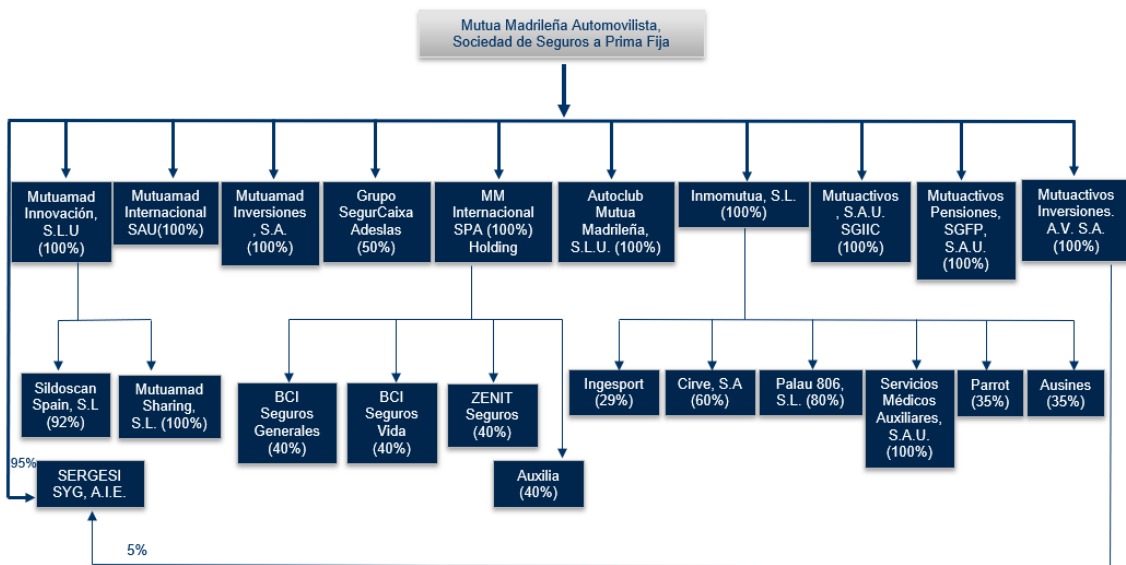 Mutua Madrileña Automovilista,
Sociedad de Seguros a Prima Fija
Mutuamad
Innovación,
S.L.U
(100%)
Mutuamad
Internacional
SAU(100%)
Mutuamad
Inversiones
, S.A.
(100%)
Grupo
SegurCaixa
Adeslas
(50%)
MM
Internacional
SPA (100%)
Holding
Autoclub
Mutua
Madrileña,
S.L.U. (100%)
Inmomutua, S.L.
(100%)
Mutuactivos
, S.A.U.
SGIIC
(100%)
Mutuactivos
Pensiones,
SGFP,
S.A.U.
(100%)
Mutuactivos
Inversiones.
A.V. S.A.
(100%)
Sildoscan
Spain, S.L
(92%)
Mutuamad
Sharing,
S.L. (100%)
BCI
Seguros
Generales
(40%)
BCI
Seguros
Vida
(40%)
ZENIT
Seguros
(40%)
Auxilia
(40%)
Ingesport
(29%)
Cirve, S.A
(60%)
Palau 806,
S.L. (80%)
Servicios
Médicos
Auxiliares,
S.A.U.
(100%)
Parrot
(35%)
Ausines
(35%)
95%
SERGESI
SYG, A.I.E.
5%